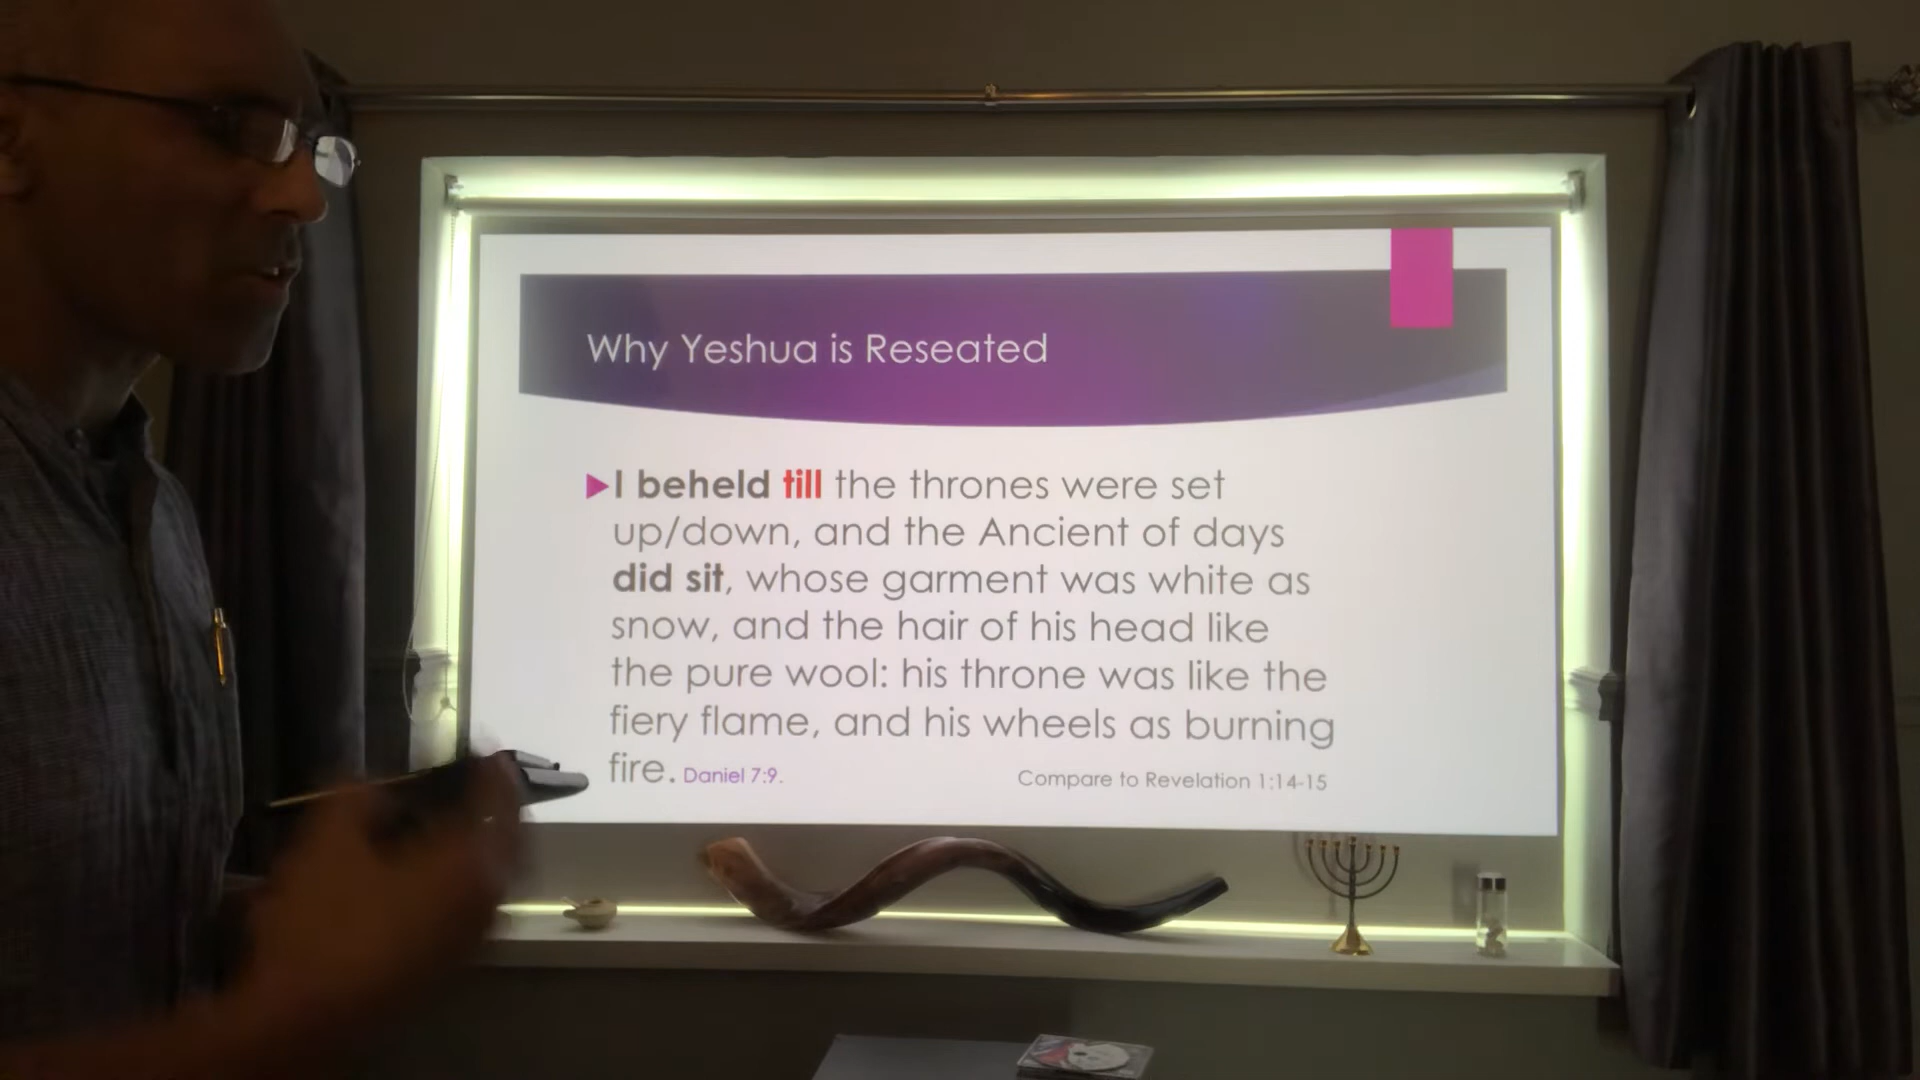 Why Yeshua is Reseated
I beheld till the thrones were set
up/down, and the Ancient of days
did sit, whose garment was white as
snow, and the hair of his head like
the pure wool: his throne was like the
fiery flame, and his wheels as burning
fire. Daniel 7:9.
Compare to Revelation 1:14-15